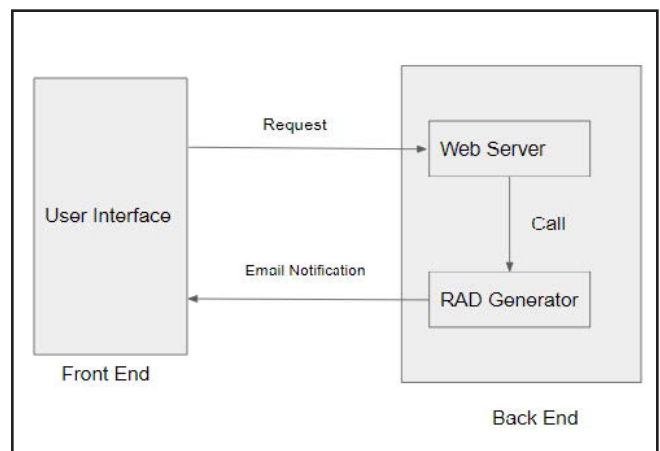 Request
Web Server
User Interface
Call
Email Notification
RAD Generator
Front End
Back End